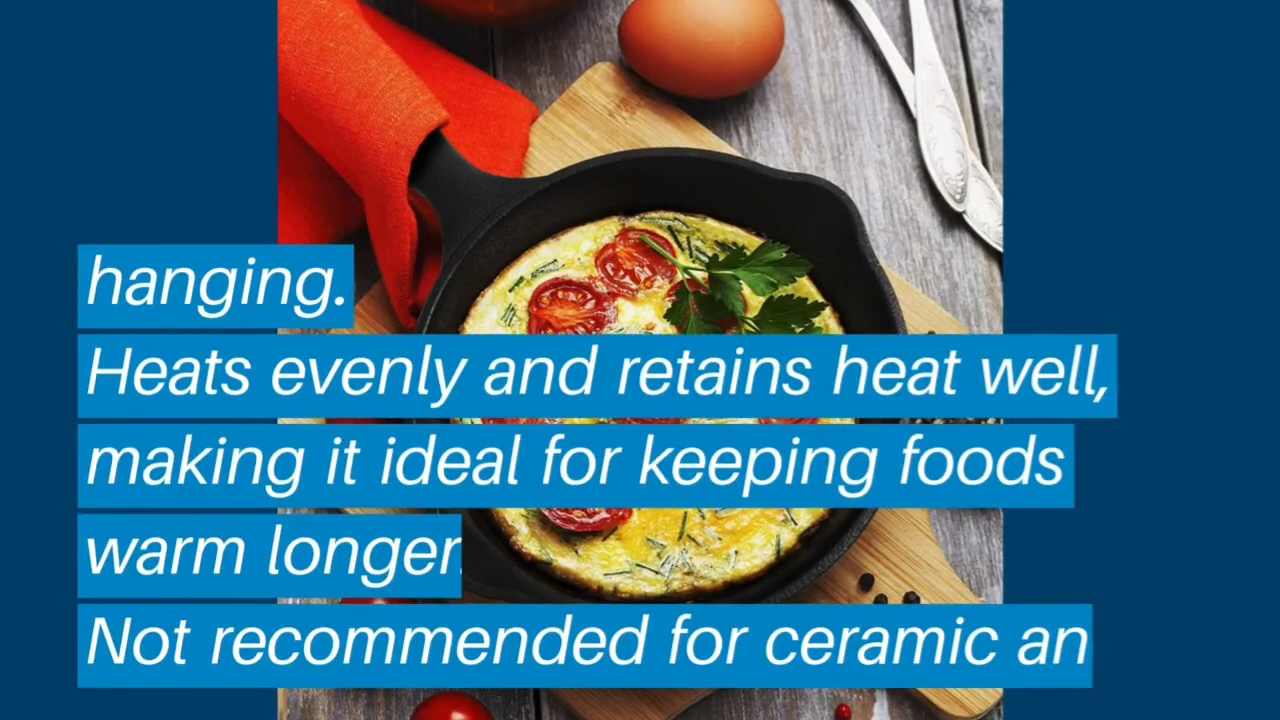 hanging.
Heats evenly and retains heat well,
making it ideal for keeping foods
warm longer.
Not recommended for ceramic an